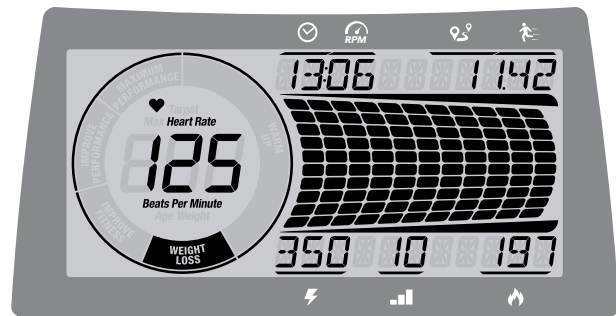 RPM
13:06 11.42
MAXIMUM
PERFORMANCE
Target
Max Heart Rate
WARM
UP
IMPROVE
PERFORMANCE
125
Beats Per Minute
Age Weight
IMPROVE
FITNESS
WEIGHT
LOSS
350 10 197